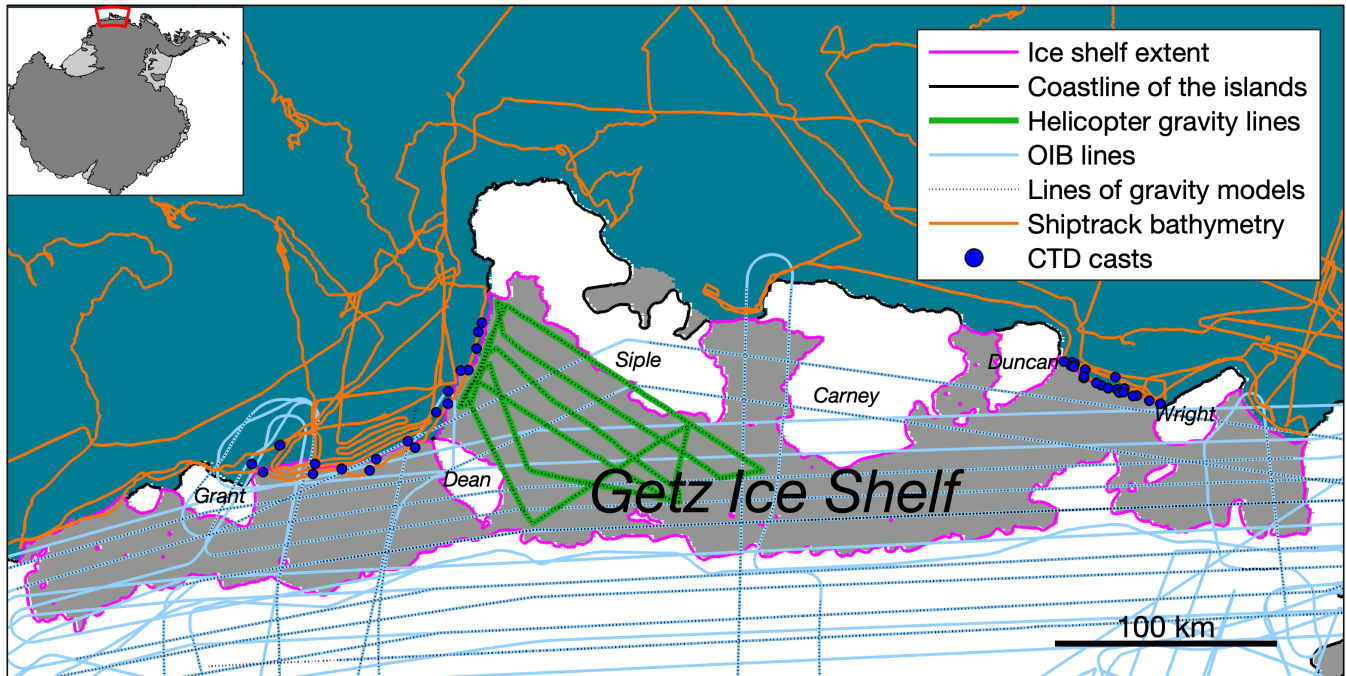 Ice shelf extent
Coastline of the islands
Helicopter gravity lines
OIB lines
Lines of gravity models
Shiptrack bathymetry
CTD casts
Siple
Duncan
Carney
Wright
Grant
Dean
Getz Ice Shelf
100 km